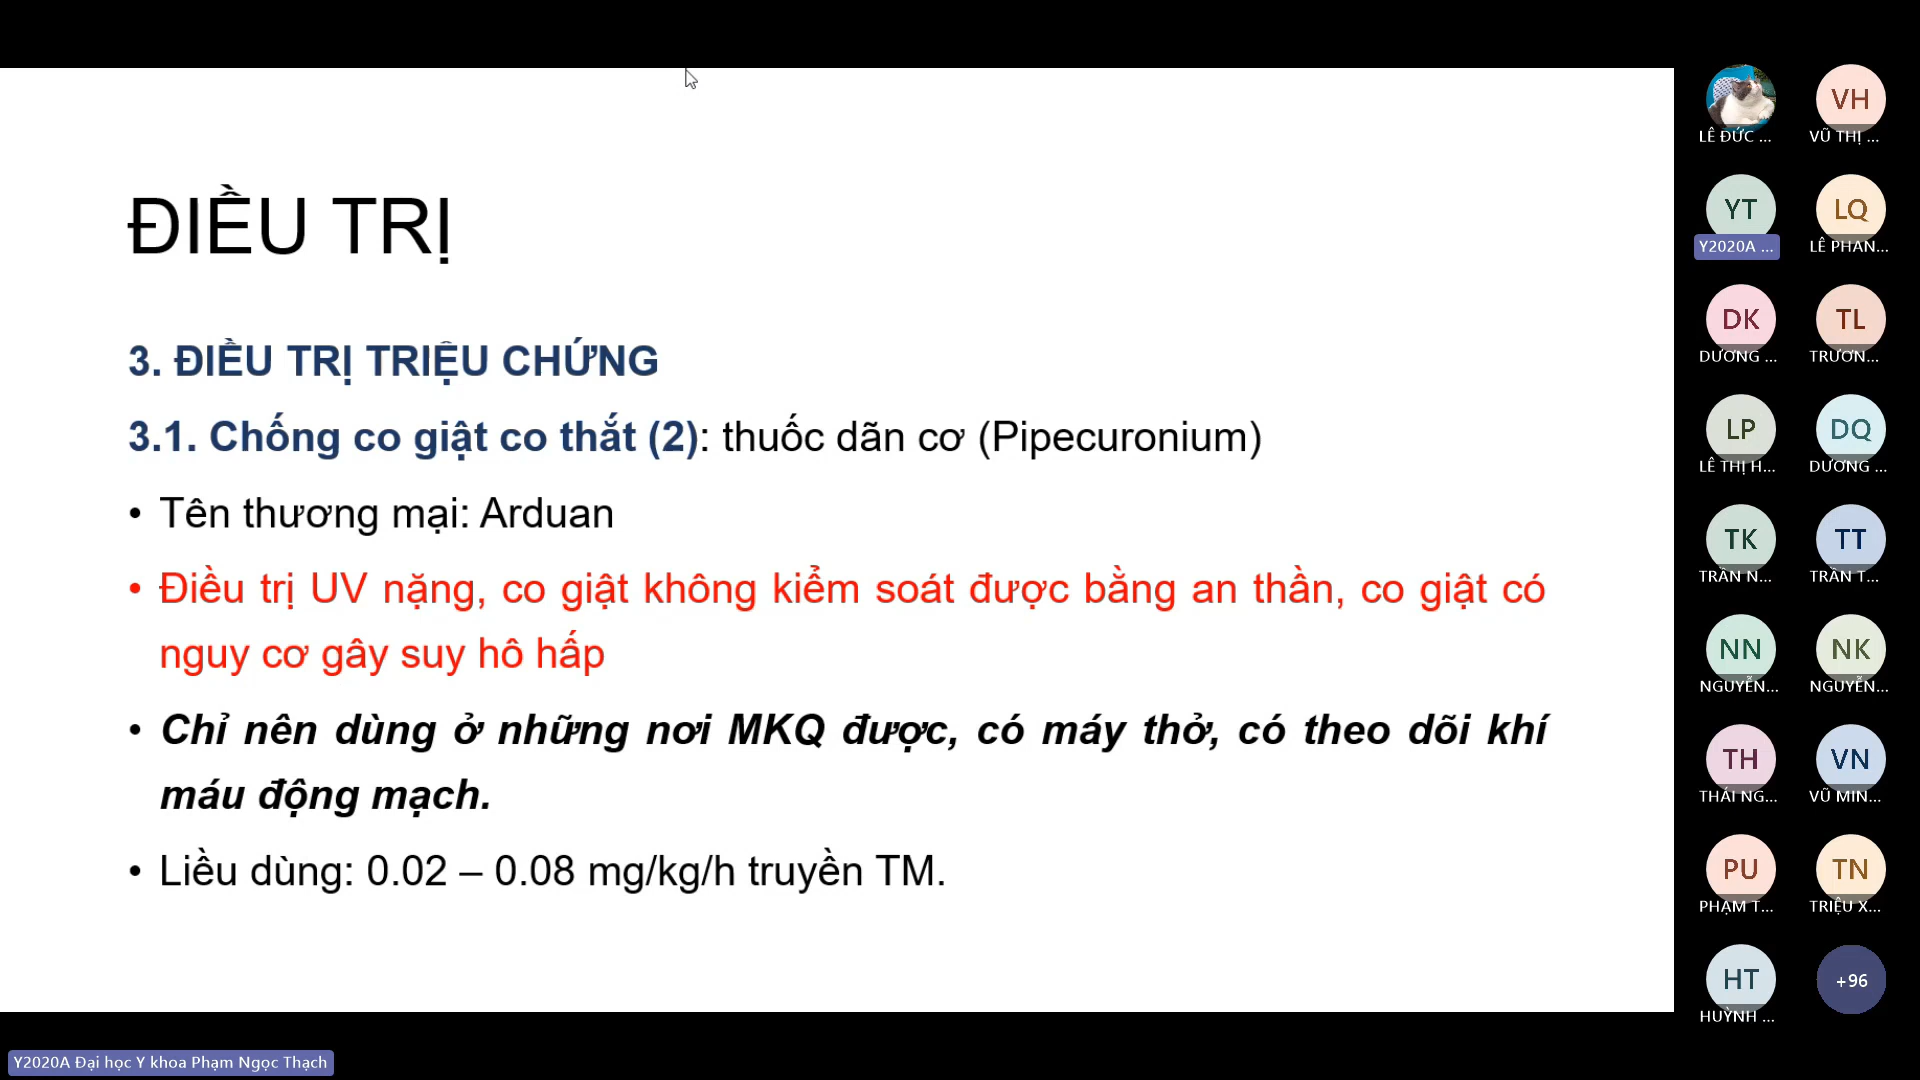 ĐIỀU TRỊ
3. ĐIỀU TRỊ TRIỆU CHỨNG
3.1. Chống co giật co thắt (2): thuốc dãn cơ (Pipecuronium)
• Tên thương mại: Arduan
• Điều trị UV nặng, co giật không kiểm soát được bằng an thần, co giật có
nguy cơ gây suy hô hấp
• Chỉ nên dùng ở những nơi MKQ được, có máy thở, có theo dõi khí
máu động mạch.
• Liều dùng: 0.02 – 0.08 mg/kg/h truyền TM.
VH
LÊ ĐỨC ...
VŨ THỊ ...
YT
LQ
Y2020A ...
LÊ PHAN...
DK
TL
DƯƠNG ...
TRƯƠN...
LP
DQ
LÊ THỊ H...
DƯƠNG ...
TK
TT
TRẦN N...
TRẦN T...
NN
NK
NGUYỄN...
NGUYỄN...
TH
VN
THÁI NG...
VŨ MIN...
PU
TN
PHẠM T...
TRIỆU X...
HT
+96
HUỲNH ...
Y2020A Đại học Y khoa Phạm Ngọc Thạch